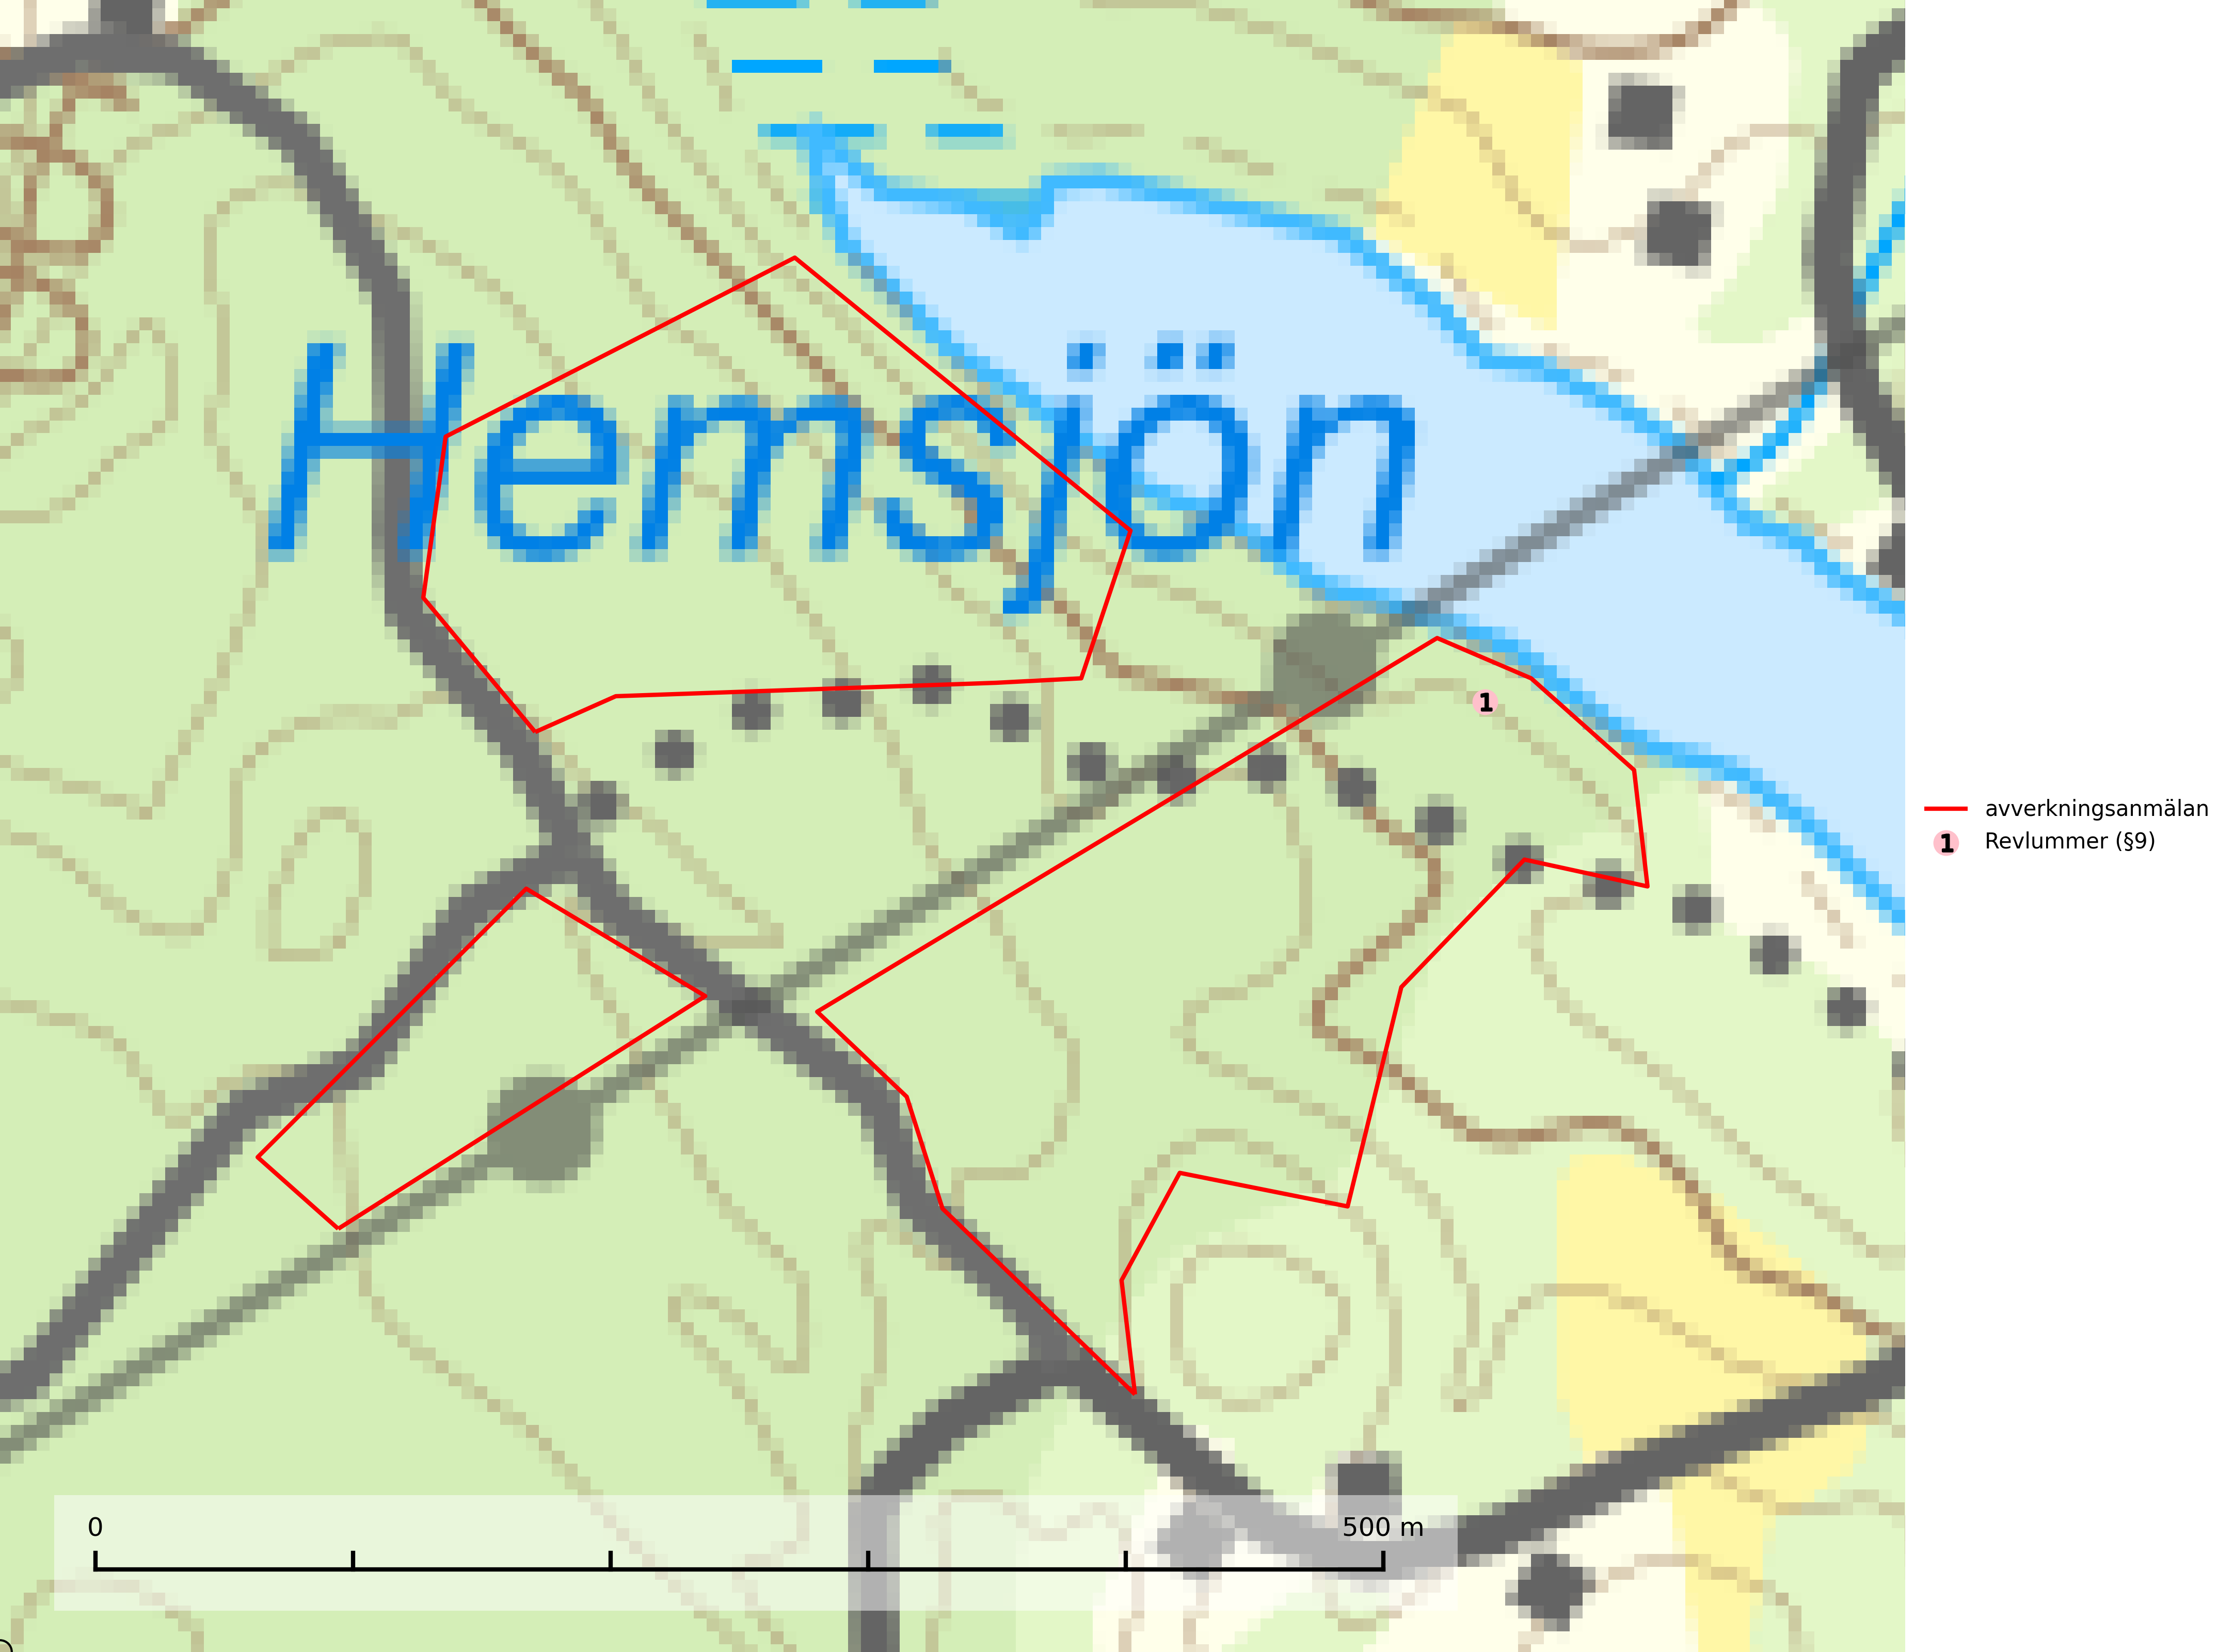 Hemsjön
1
avverkningsanmälan
1 Revlummer (§9)
0 500 m